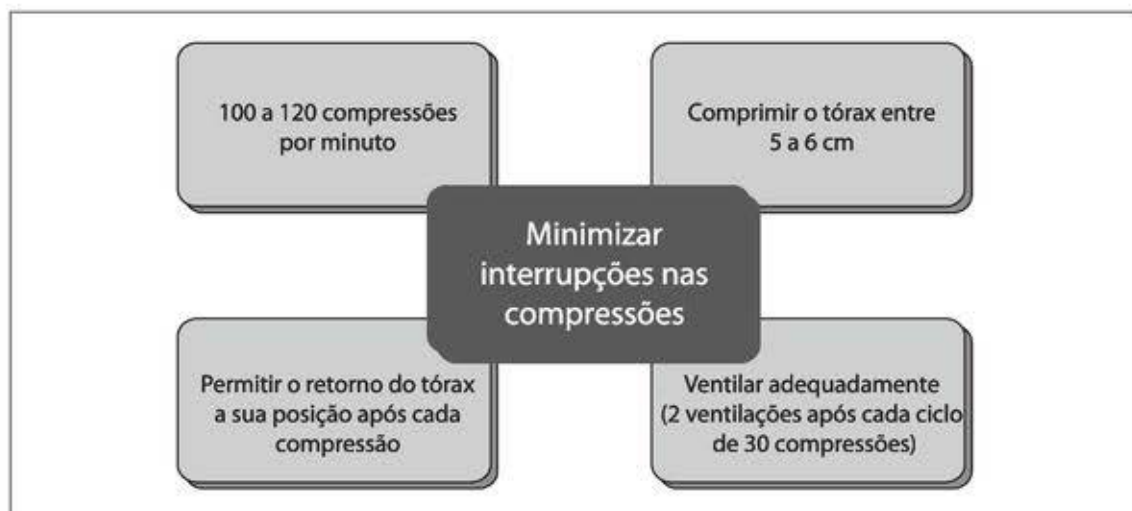 100 a 120 compressões
por minuto
Comprimir o tórax entre
5 a 6 cm
Minimizar
interrupções nas
compressões
Permitir o retorno do tórax
a sua posição após cada
compressão
Ventilar adequadamente
(2 ventilações após cada ciclo
de 30 compressões)